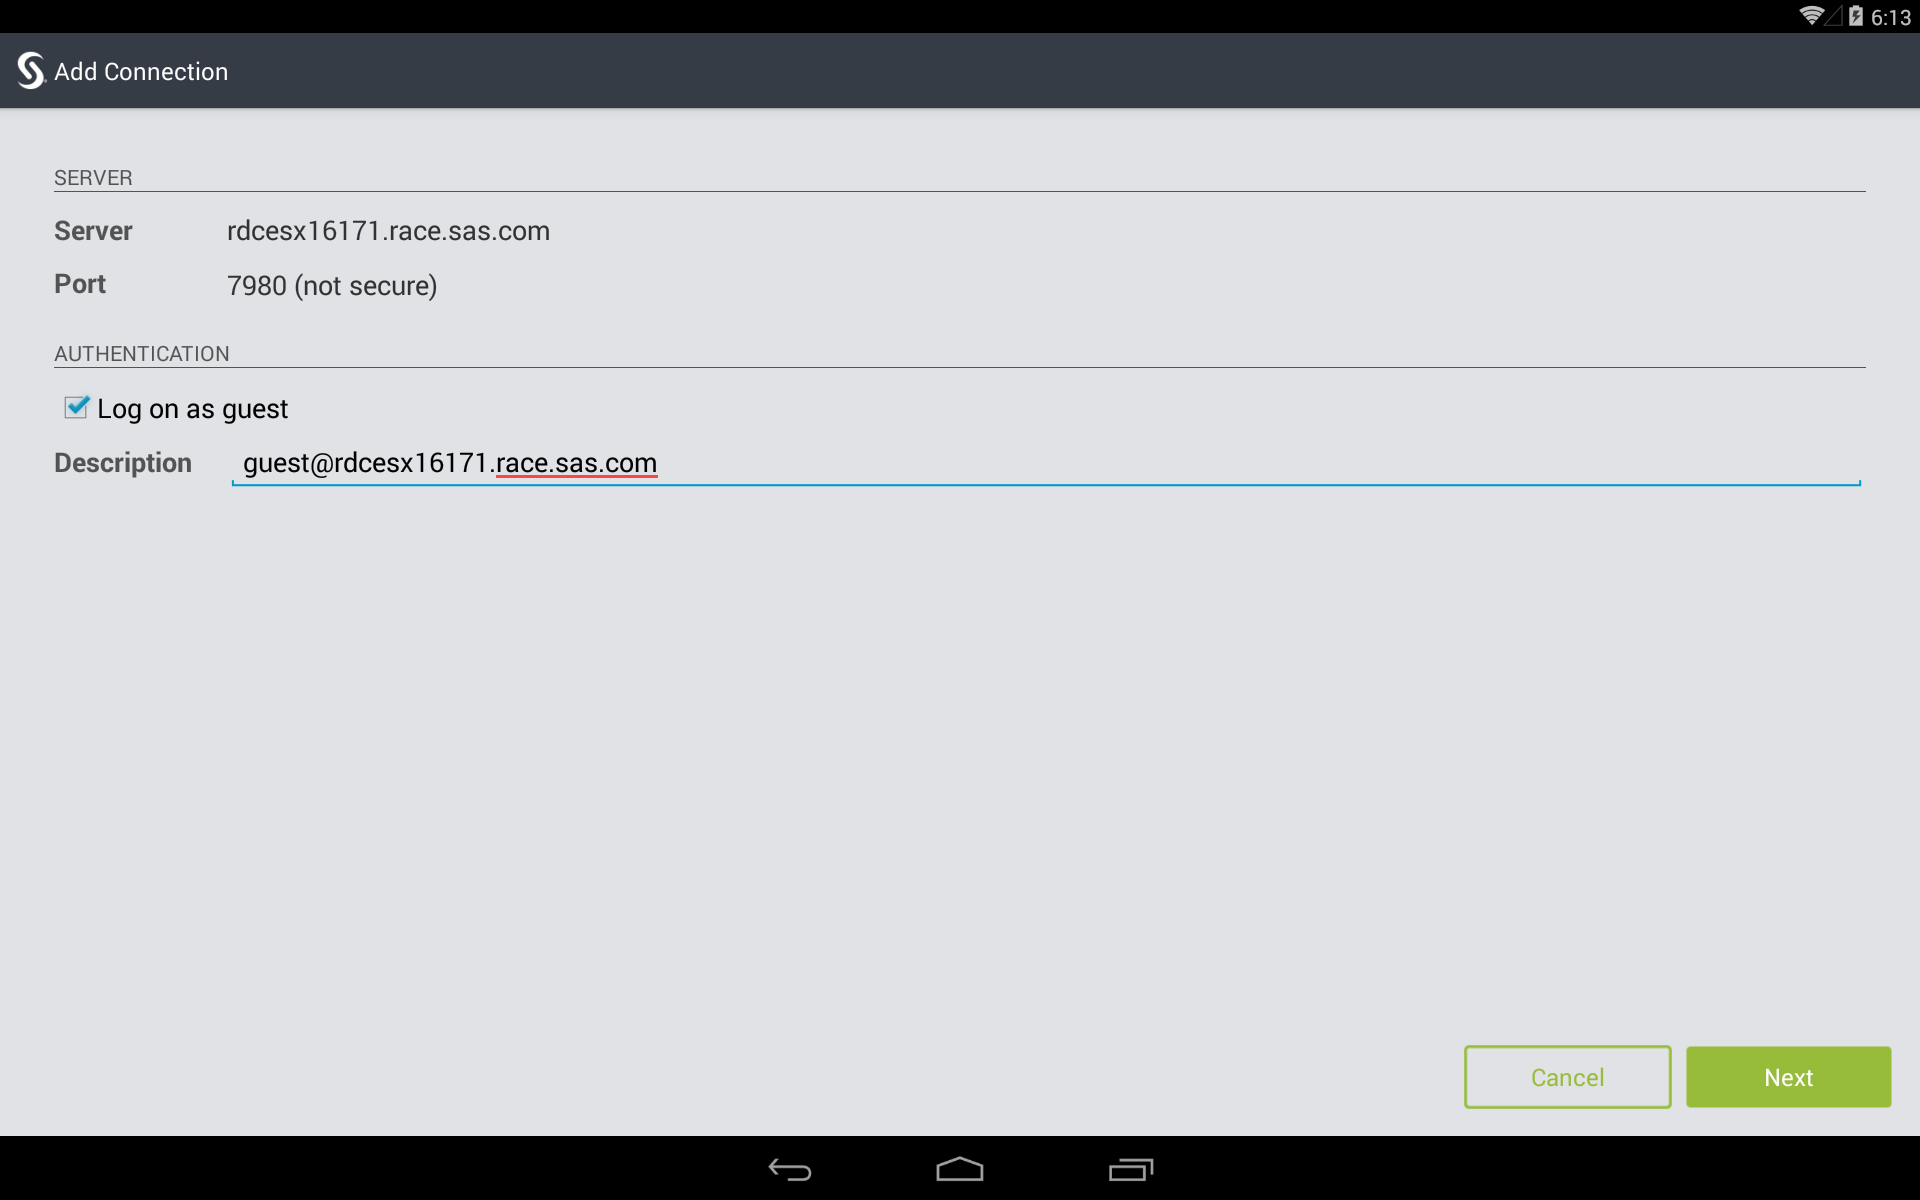 6:13
Add Connection
SERVER
Server rdcesx16171.race.sas.com
Port 7980 (not secure)
AUTHENTICATION
Log on as guest
Description guest@rdcesx16171.race.sas.com
Cancel Next